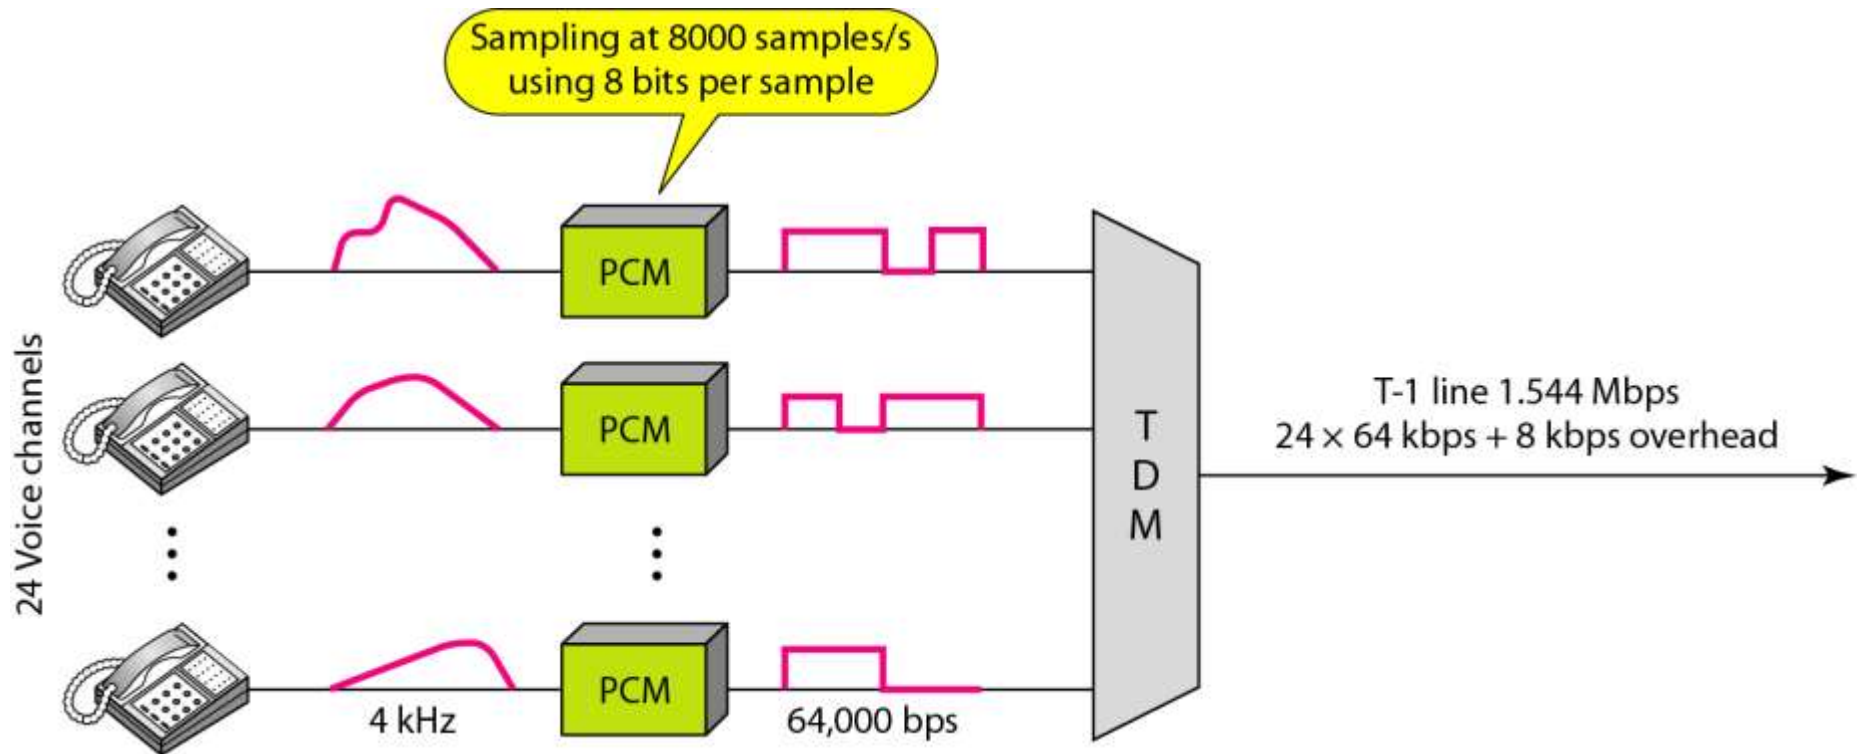 Sampling at 8000 samples/s
using 8 bits per sample
24 Voice channels
PCM
PCM
PCM
4 kHz
64,000 bps
T
D
M
T-1 line 1.544 Mbps
24 × 64 kbps + 8 kbps overhead